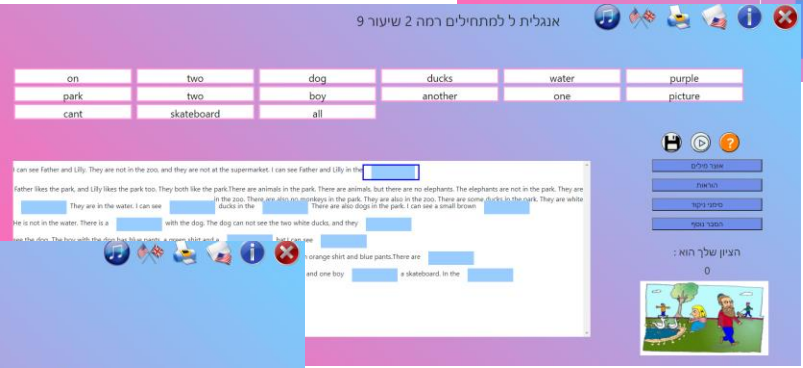 אנגלית ל למתחילים רמה 2 שיעור 9
on two dog ducks water purple
park two boy another one picture
cant skateboard all
I can see Father and Lilly. They are not in the zoo, and they are not at the supermarket. I can see Father and Lilly in the
Father likes the park, and Lilly likes the park too. They both like the park.There are animals in the park. There are animals, but there are no elephants. The elephants are not in the park. They are
in the zoo. There are also no monkeys in the park. They are also in the zoo. There are some ducks in the park. They are white
They are in the water. I can see ducks in the There are also dogs in the park. I can see a small brown
He is not in the water. There is a with the dog. The dog can not see the two white ducks, and they
see the dog. The boy with the dog has blue pants, a green shirt and a hat.I can see
orange shirt and blue pants.There are
and one boy a skateboard. In the
אוצר מילים
הוראות
סימני ניקוד
הסבר נוסף
הציון שלך הוא :
0